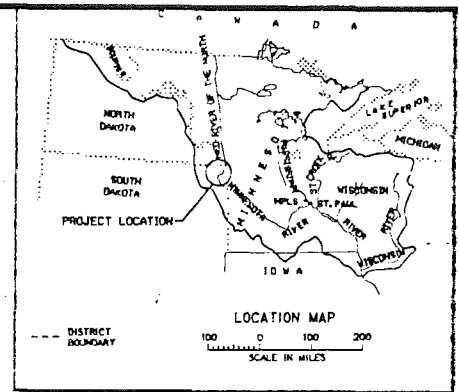 C A N A D A
RED RIVER OF THE NORTH
NORTH
DAKOTA
SOUTH
DAKOTA
MINNESOTA
LAKE SUPERIOR
MICHIGAN
ST. CROIX
WISCONSIN
MPLS
ST. PAUL
MINNESOTA
RIVER
RIVER
RIVER
WISCONSIN
PROJECT LOCATION
IOWA
LOCATION MAP
DISTRICT
BOUNDARY
100 0 100 200
SCALE IN MILES